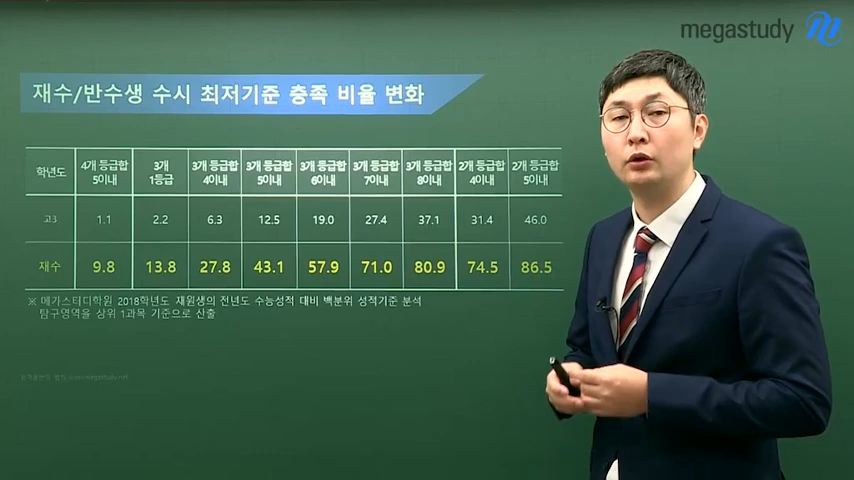 megastudy
재수/반수생 수시 최저기준 충족 비율 변화
학년도 4개 등급합 5이내 3개 1등급 3개 등급합 4이내 3개 등급합 5이내 3개 등급합 6이내 3개 등급합 7이내 3개 등급합 8이내 2개 등급합 4이내 2개 등급합 5이내
고3 1.1 2.2 6.3 12.5 19.0 27.4 37.1 31.4 46.0
재수 9.8 13.8 27.8 43.1 57.9 71.0 80.9 74.5 86.5
※ 메가스터디학원 2018학년도 재원생의 전년도 수능성적 대비 백분위 성적기준 분석
탐구영역을 상위 1과목 기준으로 산출